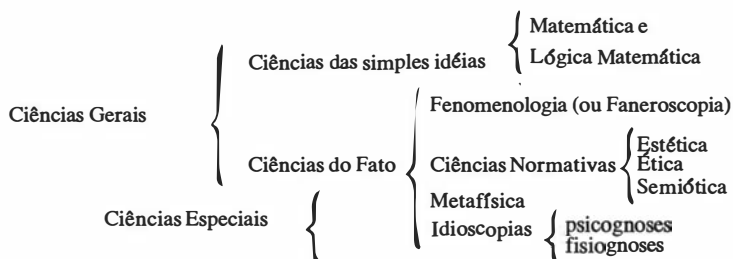 Matemática e
Ciências das simples idéias
Lógica Matemática
Ciências Gerais
Fenomenologia (ou Faneroscopia)
Estética
Ciências do Fato
Ciências Normativas
Ética
Semiótica
Metafísica
Ciências Especiais
Idioscopias
psicognoses
fisiognoses